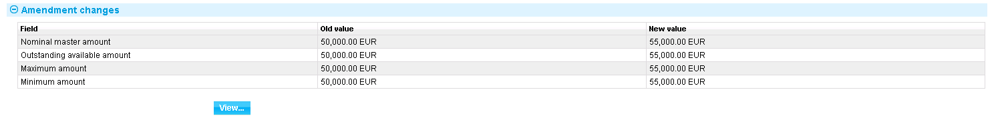 Amendment changes
Field Old value New value
Nominal master amount 50,000.00 EUR 55,000.00 EUR
Outstanding available amount 50,000.00 EUR 55,000.00 EUR
Maximum amount 50,000.00 EUR 55,000.00 EUR
Minimum amount 50,000.00 EUR 55,000.00 EUR
View...